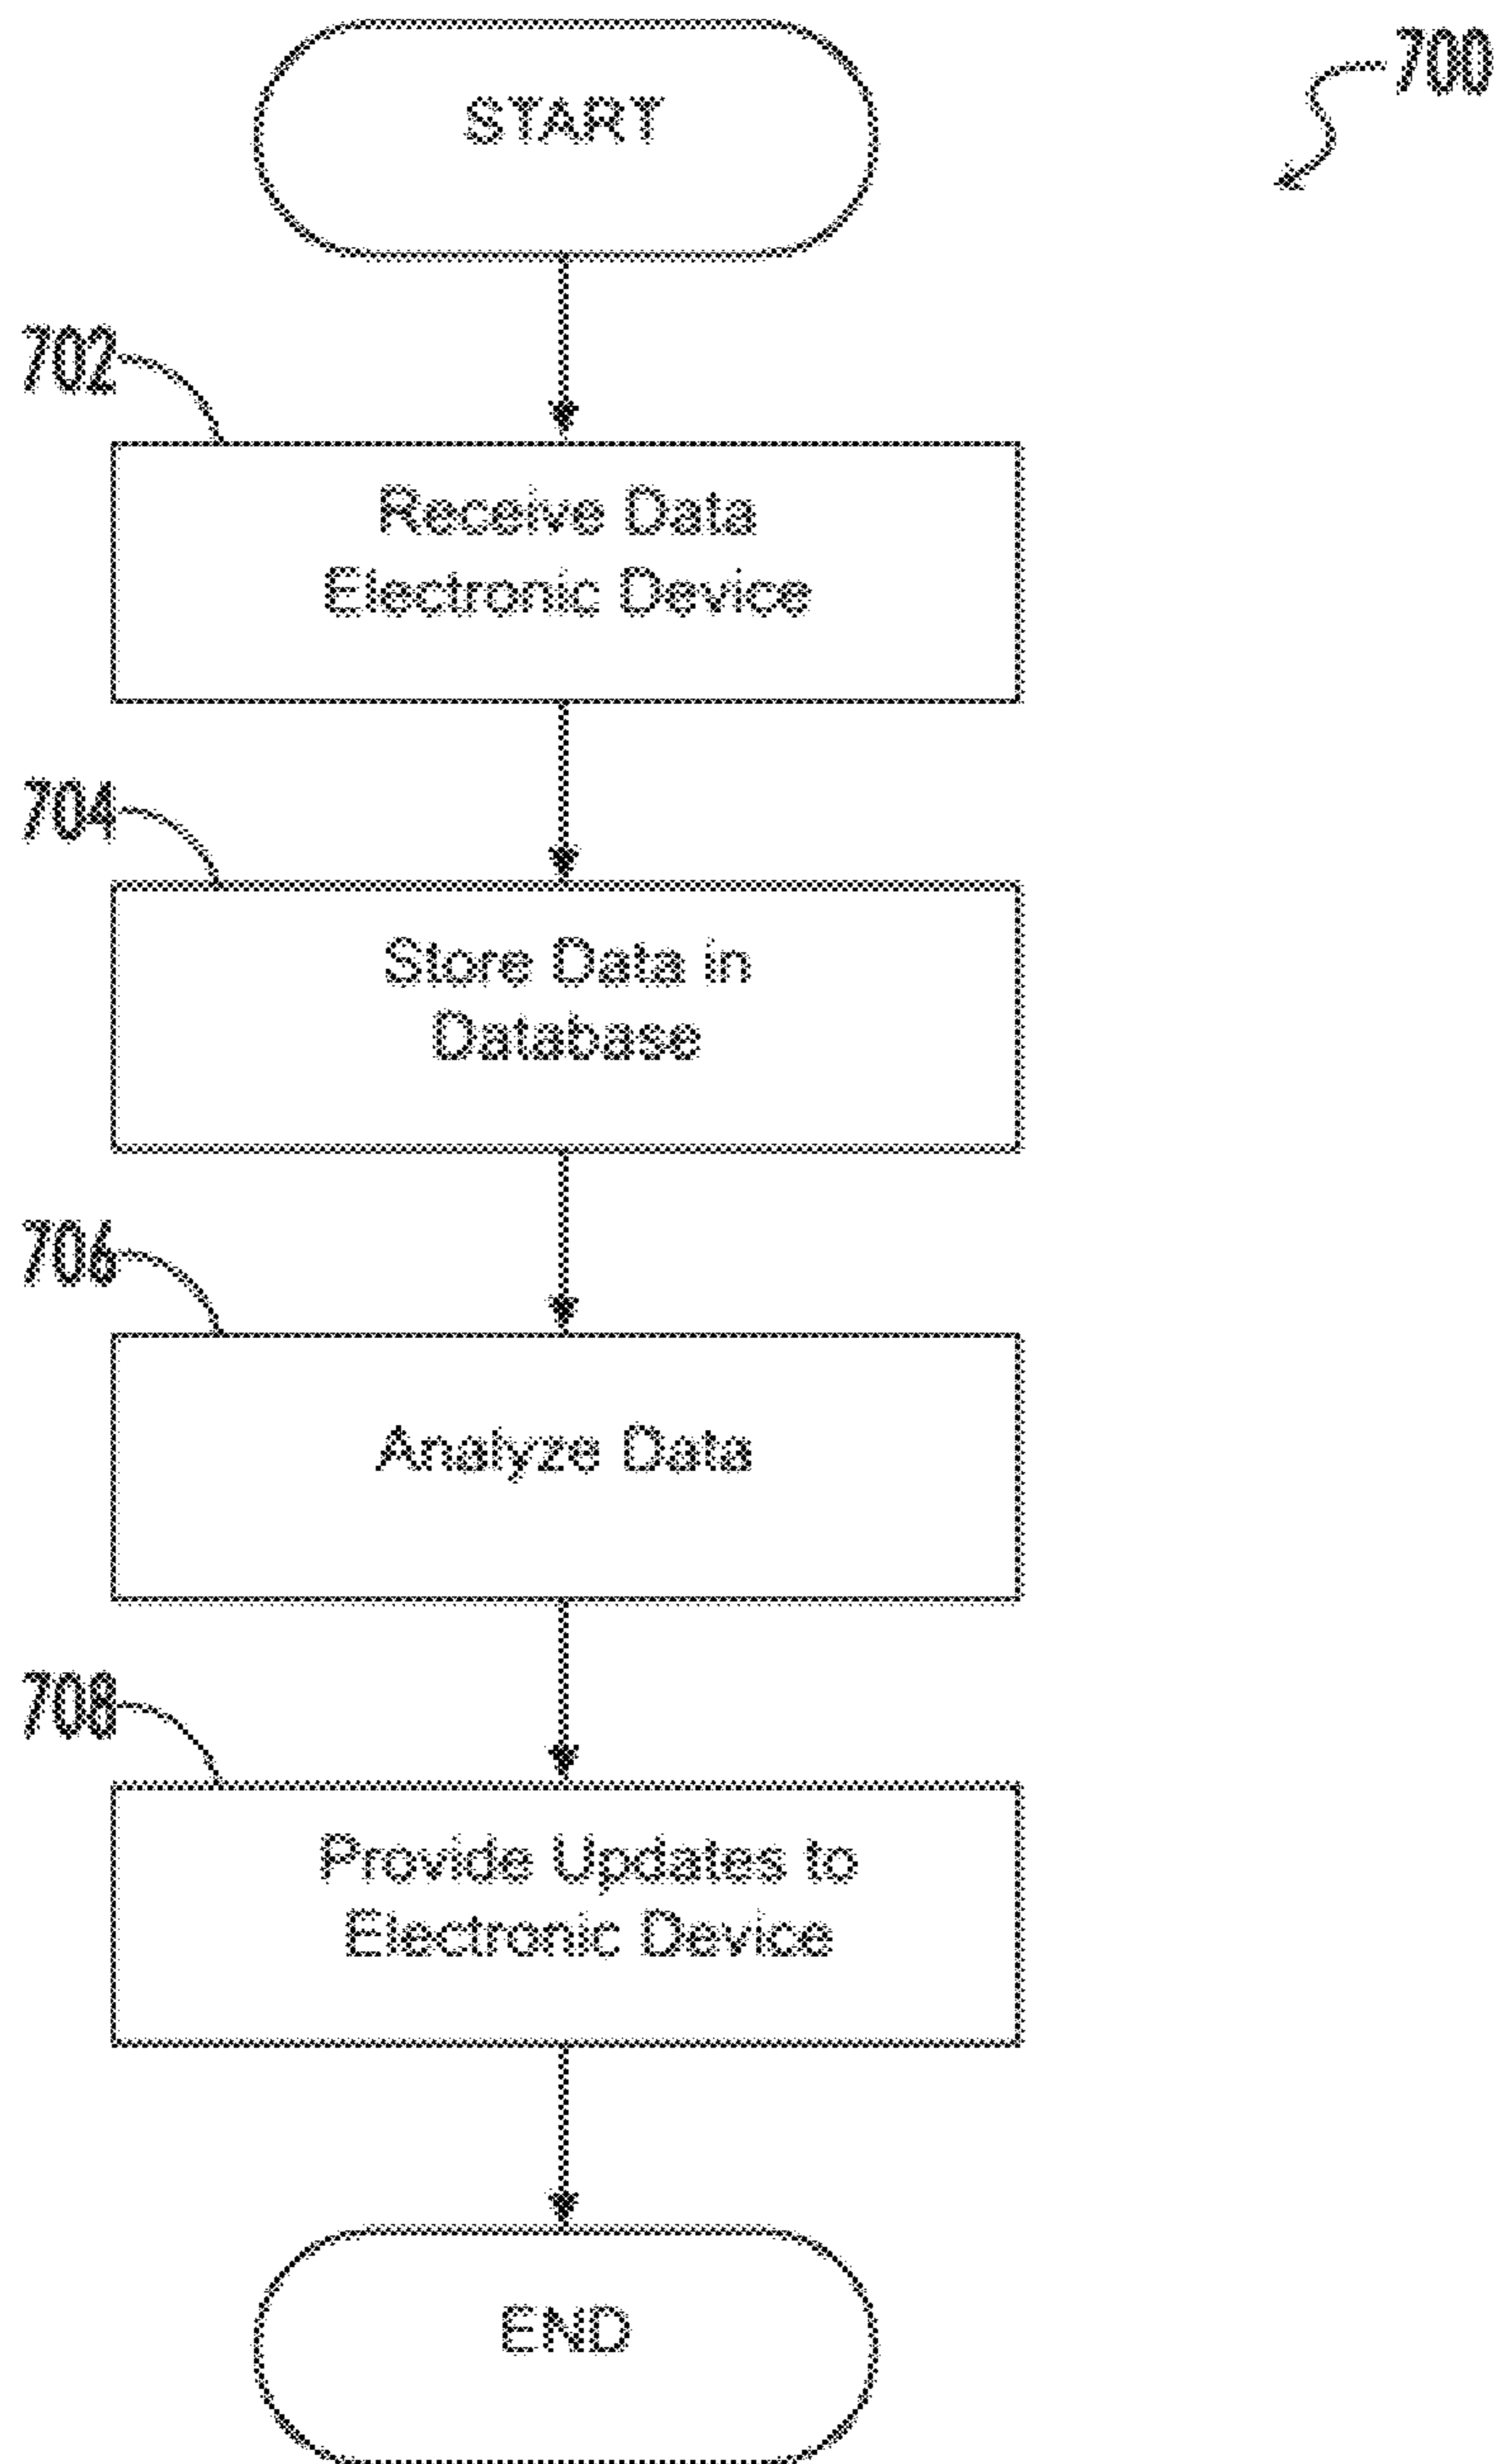 START
700
702
Receive Data
Electronic Device
704
Store Data in
Database
706
Analyze Data
708
Provide Updates to
Electronic Device
END